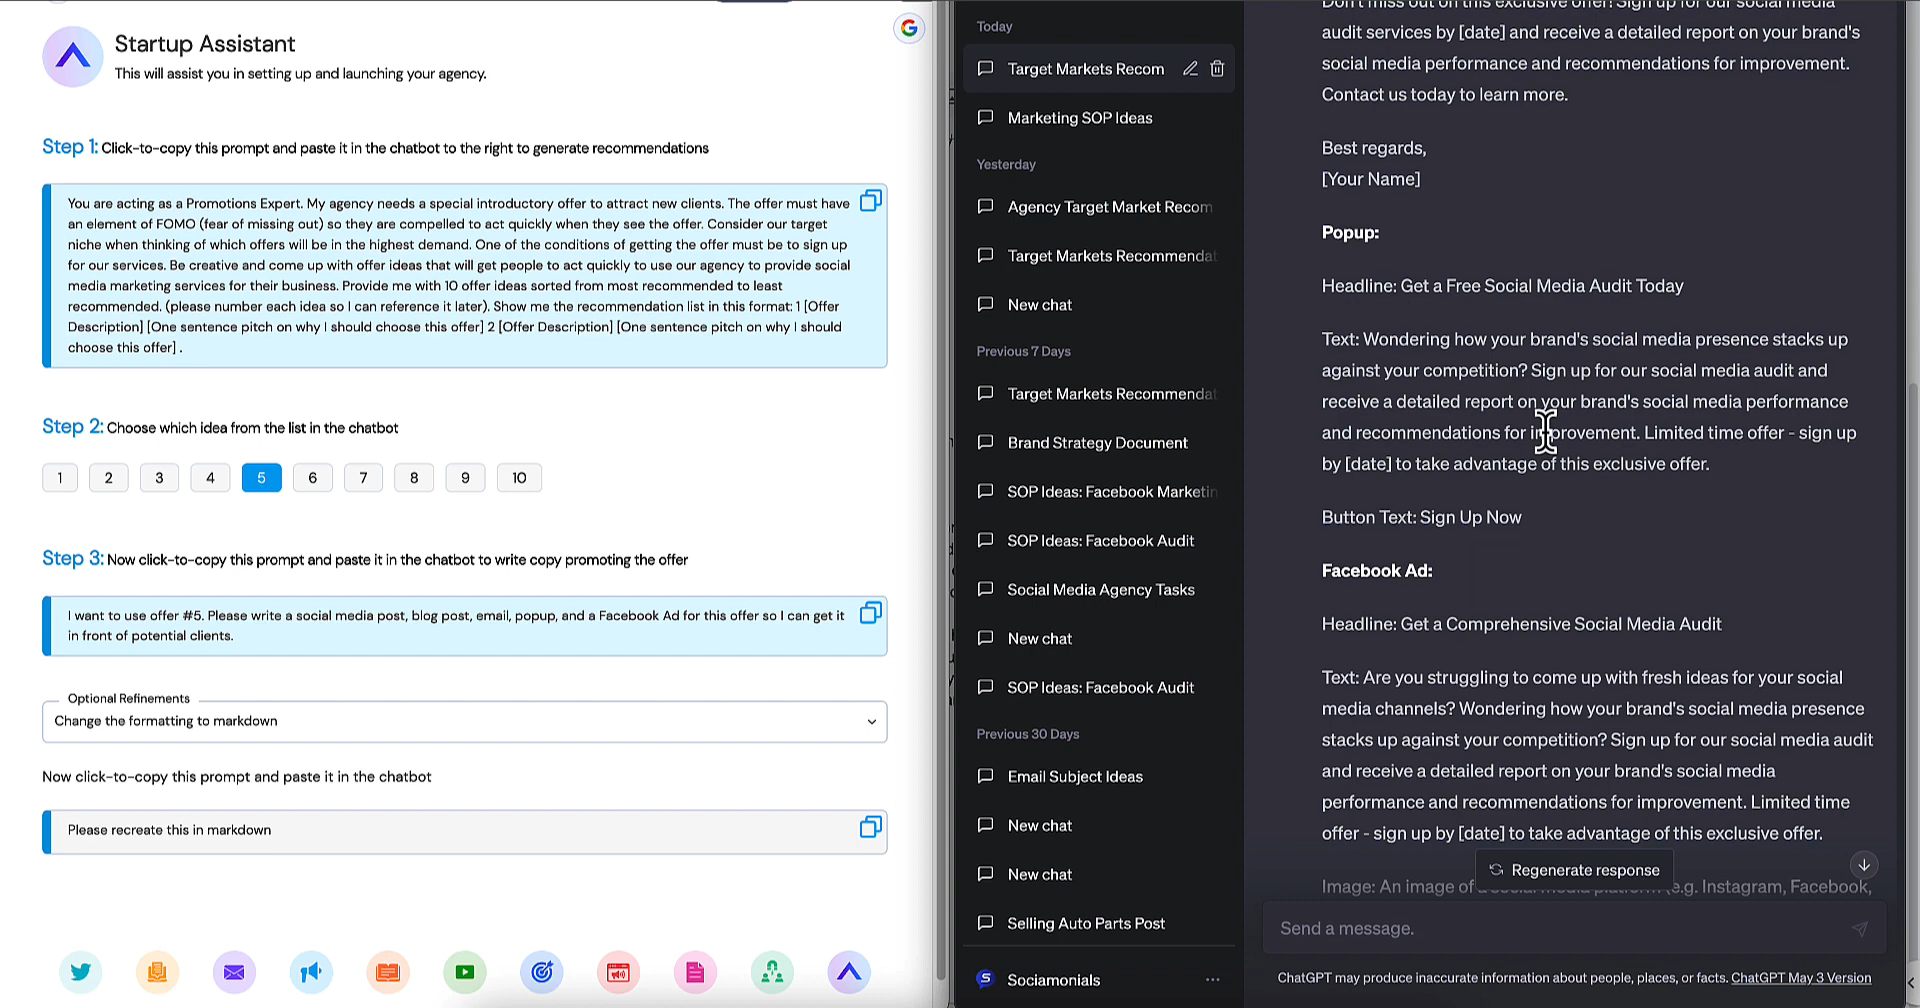 Startup Assistant
This will assist you in setting up and launching your agency.
Step 1: Click-to-copy this prompt and paste it in the chatbot to the right to generate recommendations
You are acting as a Promotions Expert. My agency needs a special introductory offer to attract new clients. The offer must have
an element of FOMO (fear of missing out) so they are compelled to act quickly when they see the offer. Consider our target
niche when thinking of which offers will be in the highest demand. One of the conditions of getting the offer must be to sign up
for our services. Be creative and come up with offer ideas that will get people to act quickly to use our agency to provide social
media marketing services for their business. Provide me with 10 offer ideas sorted from most recommended to least
recommended. (please number each idea so I can reference it later). Show me the recommendation list in this format: 1 [Offer
Description] [One sentence pitch on why I should choose this offer] 2 [Offer Description] [One sentence pitch on why I should
choose this offer] .
Step 2: Choose which idea from the list in the chatbot
1 2 3 4 5 6 7 8 9 10
Step 3: Now click-to-copy this prompt and paste it in the chatbot to write copy promoting the offer
I want to use offer #5. Please write a social media post, blog post, email, popup, and a Facebook Ad for this offer so I can get it
in front of potential clients.
Optional Refinements
Change the formatting to markdown
Now click-to-copy this prompt and paste it in the chatbot
Please recreate this in markdown
Today
Target Markets Recom
Marketing SOP Ideas
Yesterday
Agency Target Market Recom
Target Markets Recommendat
New chat
Previous 7 Days
Target Markets Recommendat
Brand Strategy Document
SOP Ideas: Facebook Marketin
SOP Ideas: Facebook Audit
Social Media Agency Tasks
New chat
SOP Ideas: Facebook Audit
Previous 30 Days
Email Subject Ideas
New chat
New chat
Selling Auto Parts Post
Sociamonials
Don't miss out on this exclusive offer! Sign up for our social media
audit services by [date] and receive a detailed report on your brand's
social media performance and recommendations for improvement.
Contact us today to learn more.
Best regards,
[Your Name]
Popup:
Headline: Get a Free Social Media Audit Today
Text: Wondering how your brand's social media presence stacks up
against your competition? Sign up for our social media audit and
receive a detailed report on your brand's social media performance
and recommendations for improvement. Limited time offer - sign up
by [date] to take advantage of this exclusive offer.
Button Text: Sign Up Now
Facebook Ad:
Headline: Get a Comprehensive Social Media Audit
Text: Are you struggling to come up with fresh ideas for your social
media channels? Wondering how your brand's social media presence
stacks up against your competition? Sign up for our social media audit
and receive a detailed report on your brand's social media
performance and recommendations for improvement. Limited time
offer - sign up by [date] to take advantage of this exclusive offer.
Regenerate response
Image: An image of a social media platform (e.g. Instagram, Facebook,
Send a message.
ChatGPT may produce inaccurate information about people, places, or facts. ChatGPT May 3 Version